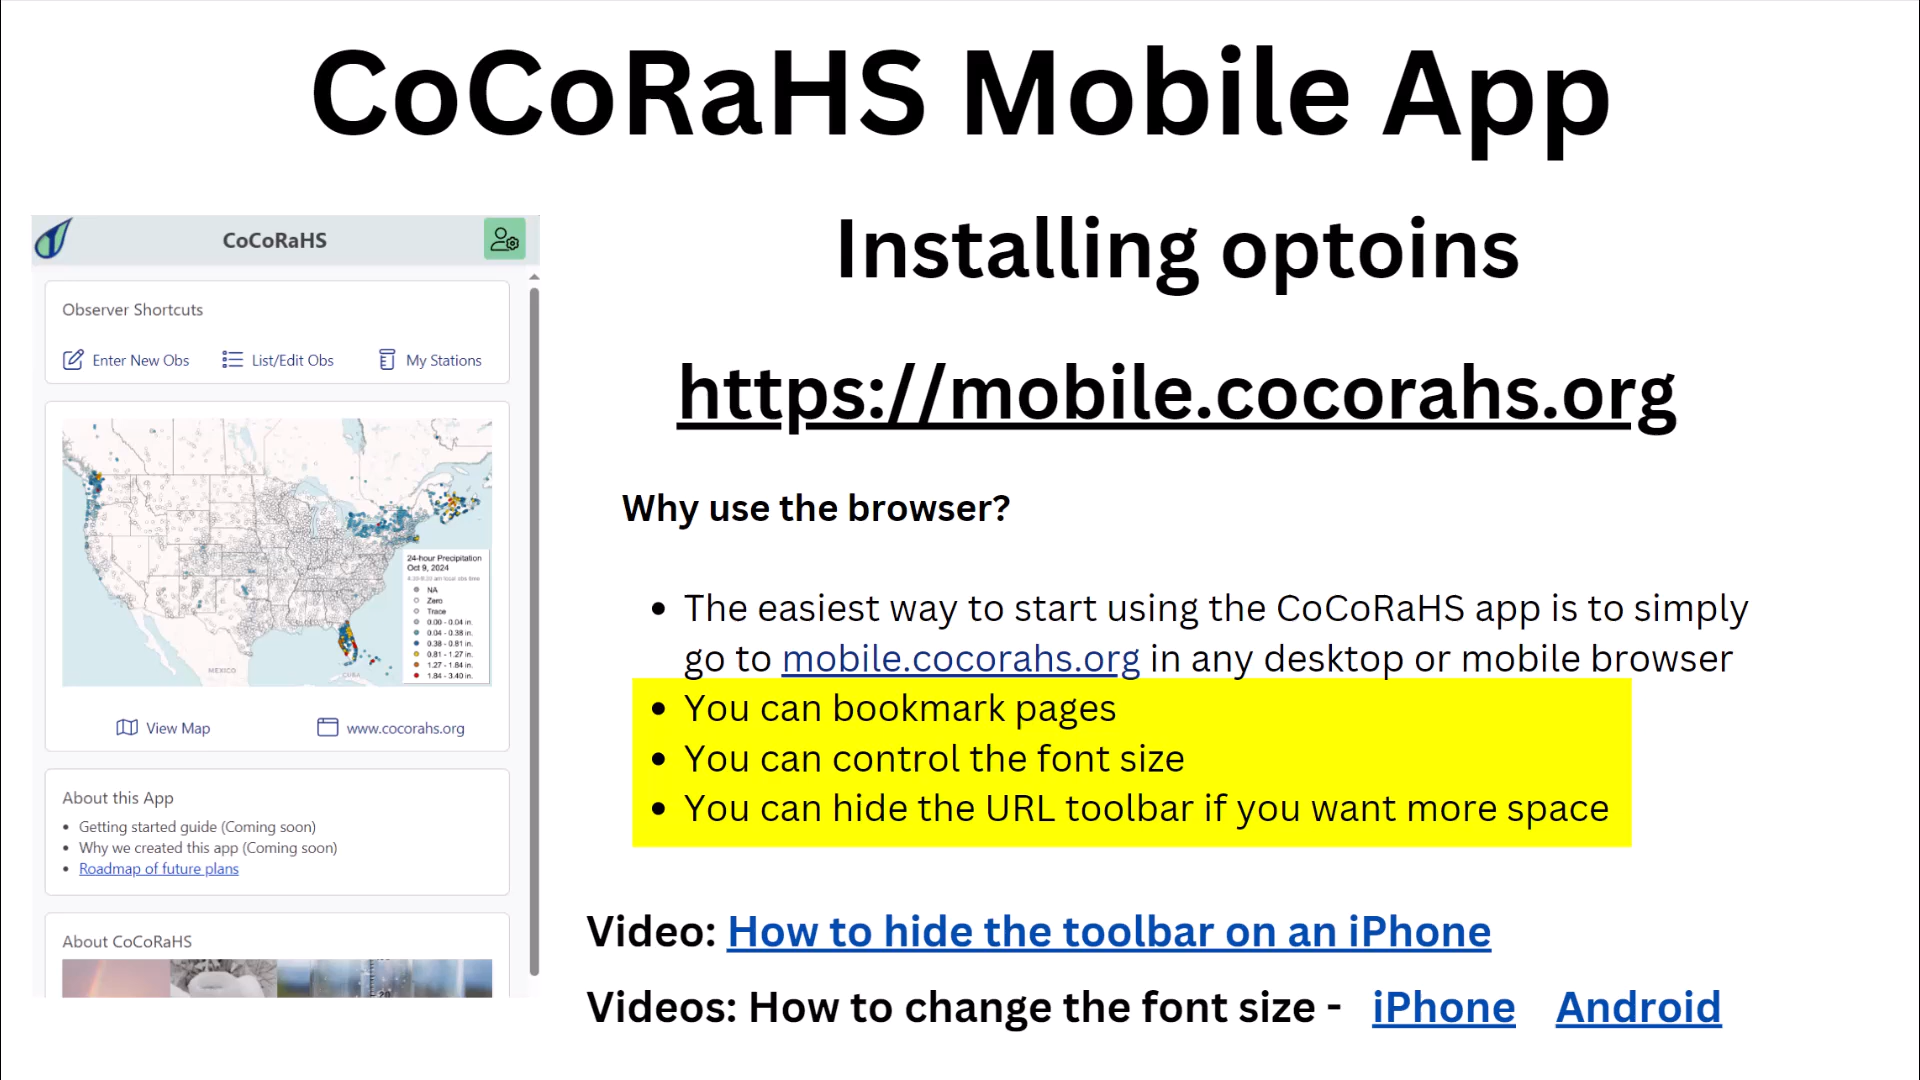 CoCoRaHS Mobile App
CoCoRaHS
Observer Shortcuts
Enter New Obs
List/Edit Obs
My Stations
MEXICO
CUBA
24-hour Precipitation
Oct 9, 2024
NA
Zero
Trace
0.00 - 0.04 in.
0.04 - 0.38 in.
0.38 - 0.81 in.
0.81 - 1.27 in.
1.27 - 1.84 in.
1.84 - 3.40 in.
View Map
www.cocorahs.org
About this App
• Getting started guide (Coming soon)
• Why we created this app (Coming soon)
• Roadmap of future plans
About CoCoRaHS
20
Installing optoins
https://mobile.cocorahs.org
Why use the browser?
• The easiest way to start using the CoCoRaHS app is to simply
go to mobile.cocorahs.org in any desktop or mobile browser
• You can bookmark pages
• You can control the font size
• You can hide the URL toolbar if you want more space
Video: How to hide the toolbar on an iPhone
Videos: How to change the font size - iPhone Android